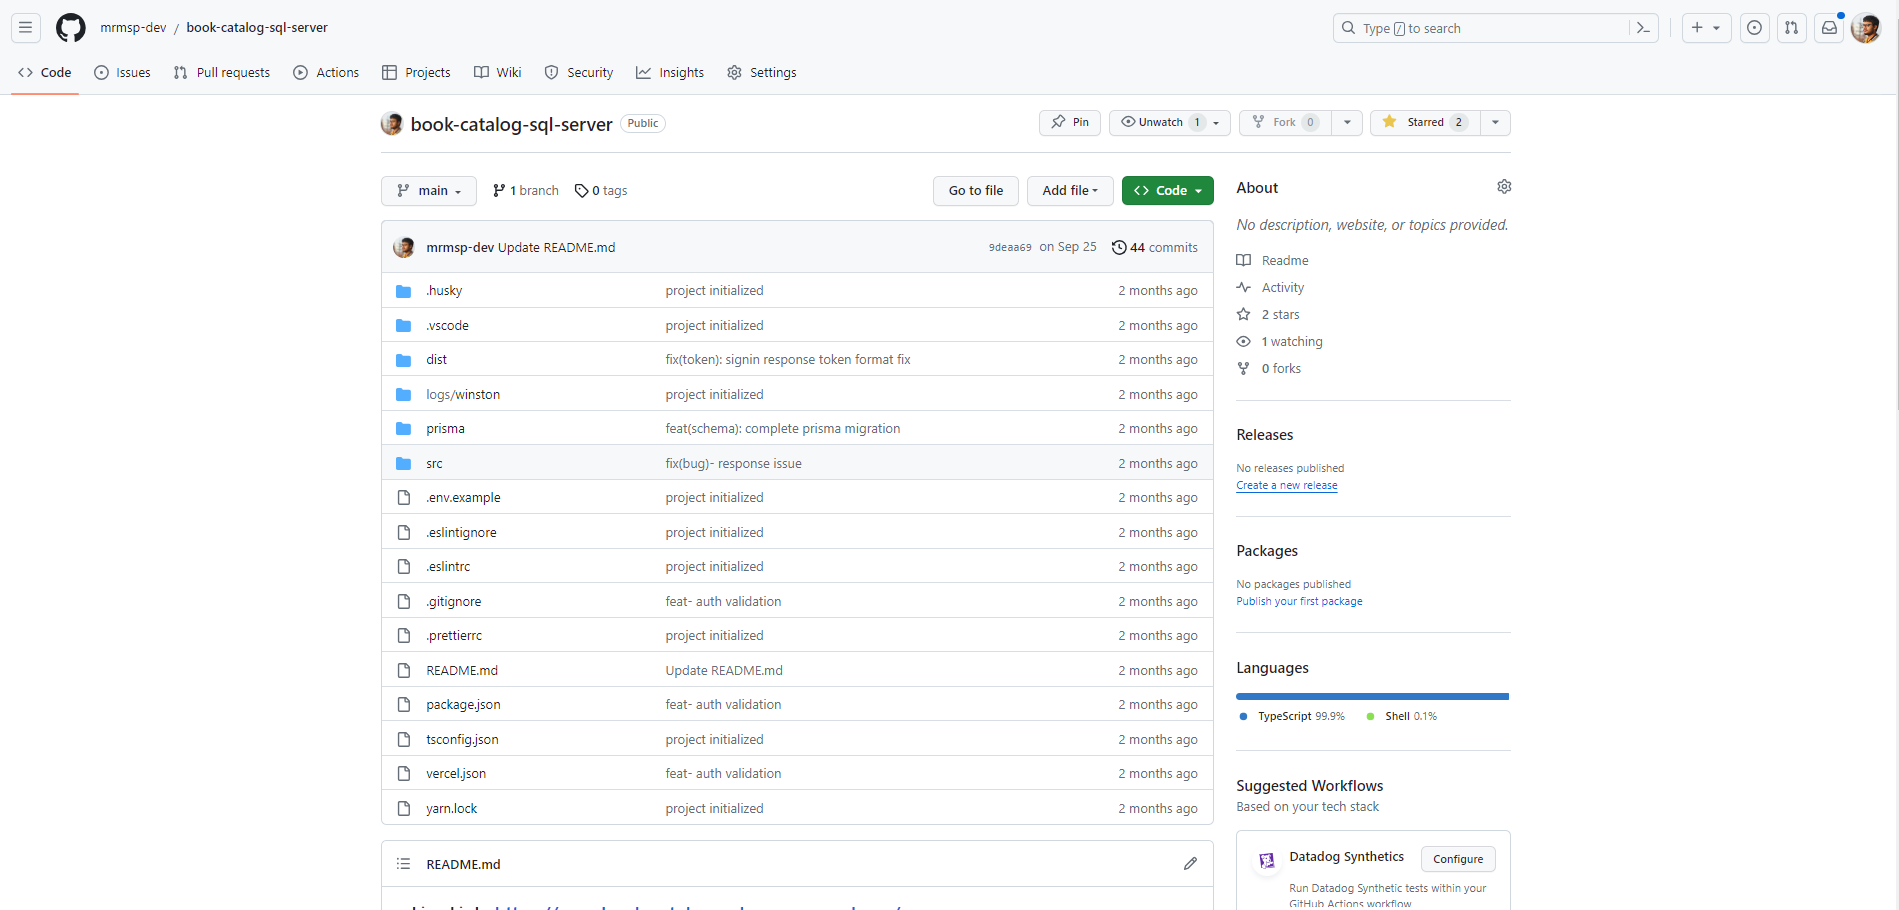 mrmsp-dev / book-catalog-sql-server
Type / to search
Code Issues Pull requests Actions Projects Wiki Security Insights Settings
book-catalog-sql-server Public
Pin Unwatch 1 Fork 0 Starred 2
main 1 branch 0 tags Go to file Add file Code
mrmsp-dev Update README.md 9deaa69 on Sep 25 44 commits
.husky project initialized 2 months ago
.vscode project initialized 2 months ago
dist fix(token): signin response token format fix 2 months ago
logs/winston project initialized 2 months ago
prisma feat(schema): complete prisma migration 2 months ago
src fix(bug)- response issue 2 months ago
.env.example project initialized 2 months ago
.eslintignore project initialized 2 months ago
.eslintrc project initialized 2 months ago
.gitignore feat- auth validation 2 months ago
.prettierrc project initialized 2 months ago
README.md Update README.md 2 months ago
package.json feat- auth validation 2 months ago
tsconfig.json project initialized 2 months ago
vercel.json feat- auth validation 2 months ago
yarn.lock project initialized 2 months ago
README.md
About
No description, website, or topics provided.
Readme
Activity
2 stars
1 watching
0 forks
Releases
No releases published
Create a new release
Packages
No packages published
Publish your first package
Languages
TypeScript 99.9% Shell 0.1%
Suggested Workflows
Based on your tech stack
Datadog Synthetics Configure
Run Datadog Synthetic tests within your
GitHub Actions workflow